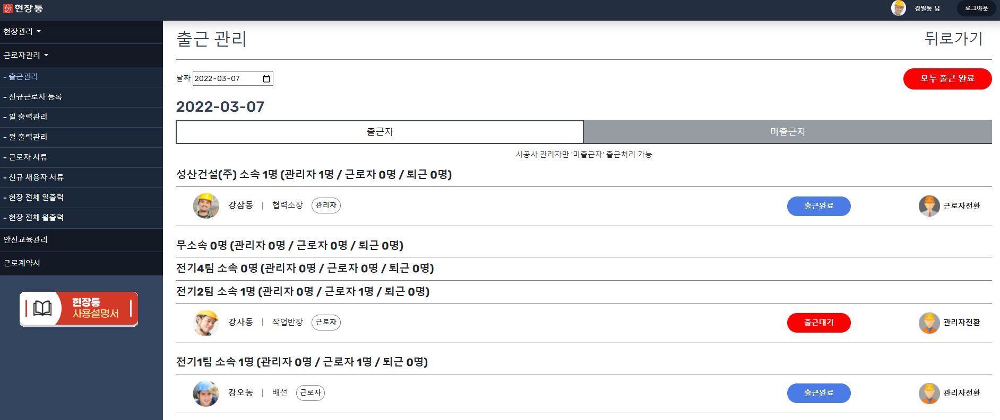 현장통
강일동 님
로그아웃
현장관리
근로자관리
- 출근관리
- 신규근로자 등록
- 일 출력관리
- 월 출력관리
- 근로자 서류
- 신규 채용자 서류
- 현장 전체 일출력
- 현장 전체 월출력
안전교육관리
근로계약서
현장통
사용설명서
출근 관리
뒤로가기
날짜 2022-03-07
모두 출근 완료
2022-03-07
출근자
미출근자
시공사 관리자만 '미출근자' 출근처리 가능
성산건설(주) 소속 1명 (관리자 1명 / 근로자 0명 / 퇴근 0명)
강삼동 | 협력소장 관리자 출근완료 근로자전환
무소속 0명 (관리자 0명 / 근로자 0명 / 퇴근 0명)
전기4팀 소속 0명 (관리자 0명 / 근로자 0명 / 퇴근 0명)
전기2팀 소속 1명 (관리자 0명 / 근로자 1명 / 퇴근 0명)
강사동 | 작업반장 근로자 출근대기 관리자전환
전기1팀 소속 1명 (관리자 0명 / 근로자 1명 / 퇴근 0명)
강오동 | 배선 근로자 출근완료 관리자전환